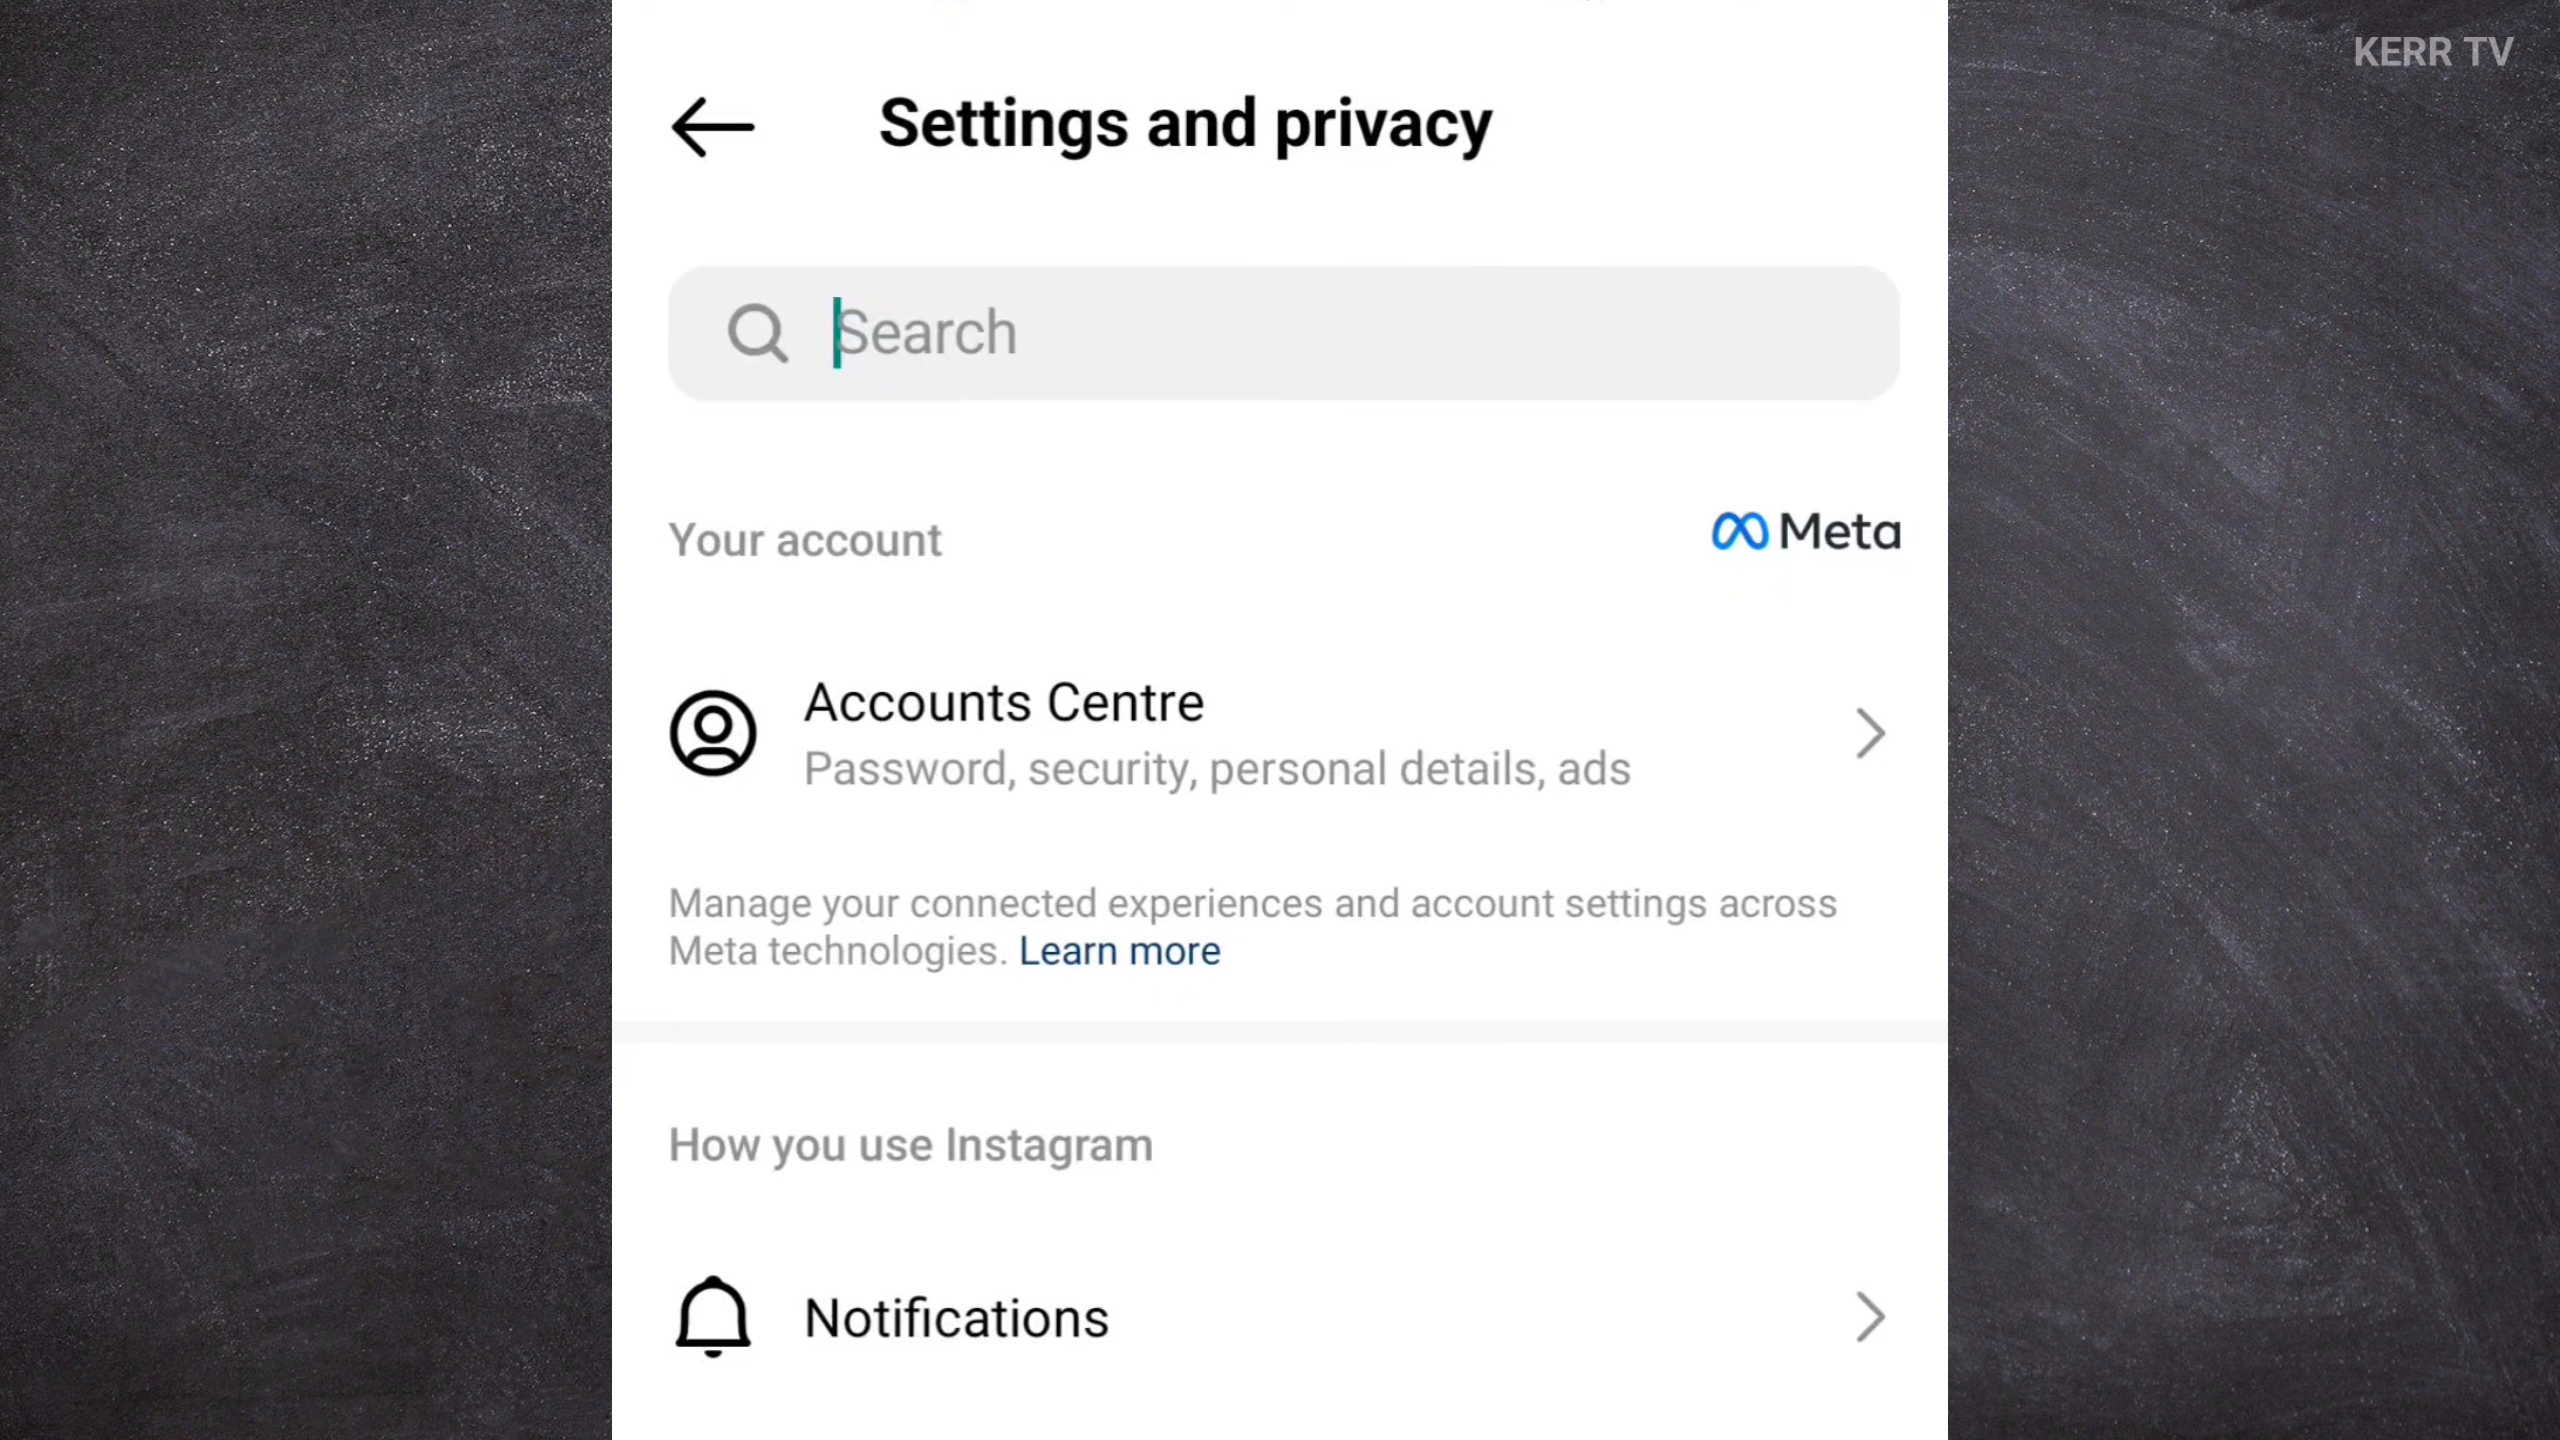 KERR TV
Settings and privacy
Search
Your account
Meta
Accounts Centre
Password, security, personal details, ads
Manage your connected experiences and account settings across
Meta technologies. Learn more
How you use Instagram
Notifications